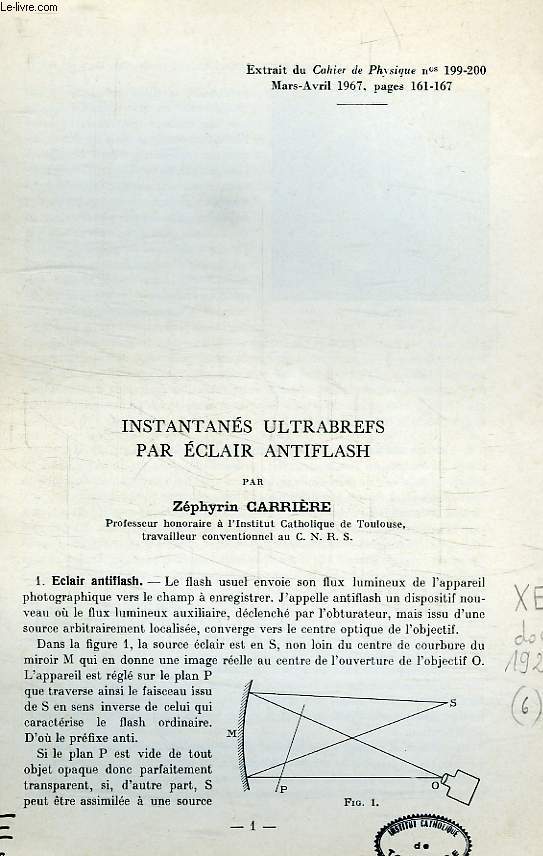 Le-livre.com
Extrait du Cahier de Physique nos 199-200
Mars-Avril 1967, pages 161-167
INSTANTANÉS ULTRABREFS
PAR ÉCLAIR ANTIFLASH
PAR
Zéphyrin CARRIÈRE
Professeur honoraire à l'Institut Catholique de Toulouse,
travailleur conventionnel au C. N. R. S.
1. Eclair antiflash. — Le flash usuel envoie son flux lumineux de l'appareil
photographique vers le champ à enregistrer. J'appelle antiflash un dispositif nou-
veau où le flux lumineux auxiliaire, déclenché par l'obturateur, mais issu d'une
source arbitrairement localisée, converge vers le centre optique de l'objectif.
Dans la figure 1, la source éclair est en S, non loin du centre de courbure du
miroir M qui en donne une image réelle au centre de l'ouverture de l'objectif O.
L'appareil est réglé sur le plan P
que traverse ainsi le faisceau issu
de S en sens inverse de celui qui
caractérise le flash ordinaire.
D'où le préfixe anti.
Si le plan P est vide de tout
objet opaque donc parfaitement
transparent, si, d'autre part, S
peut être assimilée à une source
M
S
P
O
FIG. 1.
— 1 —
XE
192
(6)
INSTITUT CATHOLIQUE
de